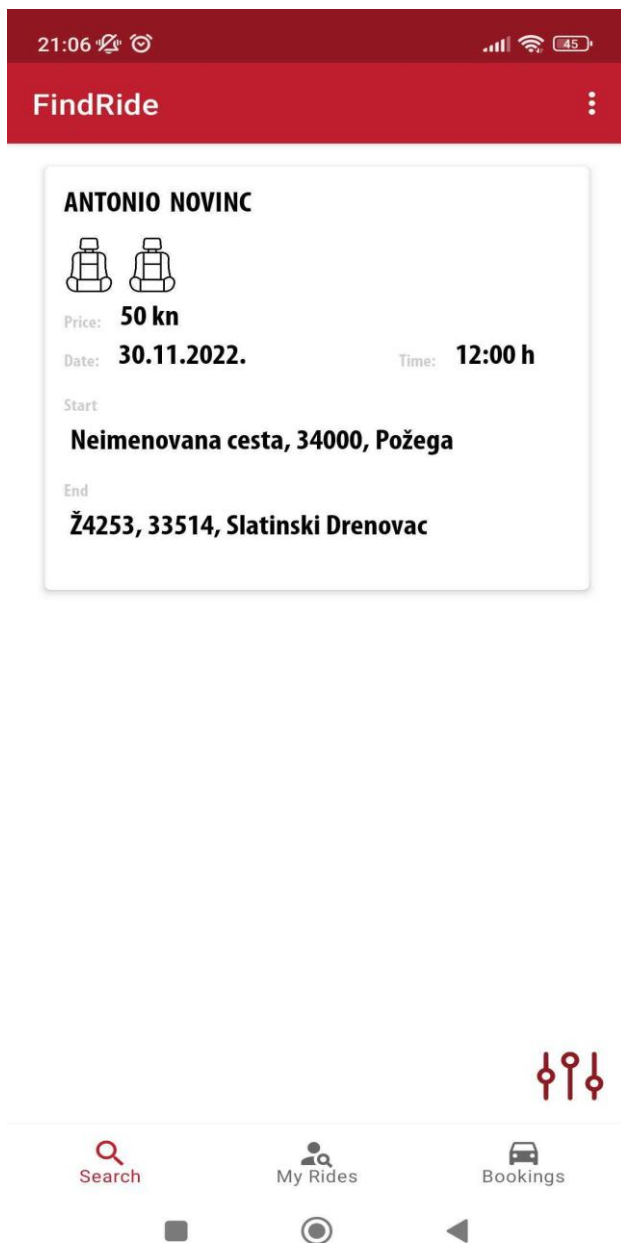 21:06 45
FindRide
ANTONIO NOVINC
Price: 50 kn
Date: 30.11.2022. Time: 12:00 h
Start
Neimenovana cesta, 34000, Požega
End
Ž4253, 33514, Slatinski Drenovac
Search My Rides Bookings